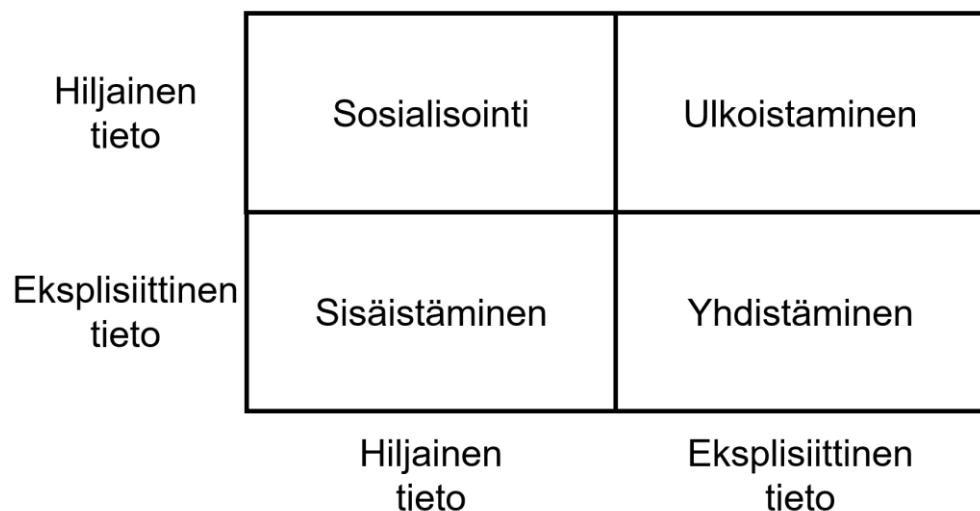 Hiljainen
tieto
Sosialisointi
Ulkoistaminen
Eksplisiittinen
tieto
Sisäistäminen
Yhdistäminen
Hiljainen
tieto
Eksplisiittinen
tieto